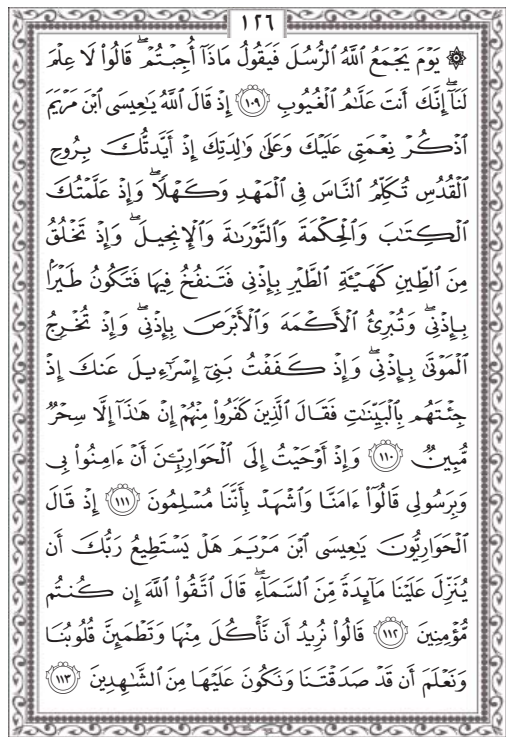 ١٢٦
۞ يَوْمَ يَجْمَعُ ٱللَّهُ ٱلرُّسُلَ فَيَقُولُ مَاذَآ أُجِبْتُمْۖ قَالُوا۟ لَا عِلْمَ
لَنَآۖ إِنَّكَ أَنتَ عَلَّٰمُ ٱلْغُيُوبِ ١٠٩ إِذْ قَالَ ٱللَّهُ يَٰعِيسَى ٱبْنَ مَرْيَمَ
ٱذْكُرْ نِعْمَتِى عَلَيْكَ وَعَلَىٰ وَٰلِدَتِكَ إِذْ أَيَّدتُّكَ بِرُوحِ
ٱلْقُدُسِ تُكَلِّمُ ٱلنَّاسَ فِى ٱلْمَهْدِ وَكَهْلًاۖ وَإِذْ عَلَّمْتُكَ
ٱلْكِتَٰبَ وَٱلْحِكْمَةَ وَٱلتَّوْرَىٰةَ وَٱلْإِنجِيلَۖ وَإِذْ تَخْلُقُ
مِنَ ٱلطِّينِ كَهَيْـَٔةِ ٱلطَّيْرِ بِإِذْنِى فَتَنفُخُ فِيهَا فَتَكُونُ طَيْرًۢا
بِإِذْنِىۖ وَتُبْرِئُ ٱلْأَكْمَهَ وَٱلْأَبْرَصَ بِإِذْنِىۖ وَإِذْ تُخْرِجُ
ٱلْمَوْتَىٰ بِإِذْنِىۖ وَإِذْ كَفَفْتُ بَنِىٓ إِسْرَٰٓءِيلَ عَنكَ إِذْ
جِئْتَهُم بِٱلْبَيِّنَٰتِ فَقَالَ ٱلَّذِينَ كَفَرُوا۟ مِنْهُمْ إِنْ هَٰذَآ إِلَّا سِحْرٌ
مُّبِينٌ ١١٠ وَإِذْ أَوْحَيْتُ إِلَى ٱلْحَوَارِيِّـۧنَ أَنْ ءَامِنُوا۟ بِى
وَبِرَسُولِى قَالُوٓا۟ ءَامَنَّا وَٱشْهَدْ بِأَنَّنَا مُسْلِمُونَ ١١١ إِذْ قَالَ
ٱلْحَوَارِيُّونَ يَٰعِيسَى ٱبْنَ مَرْيَمَ هَلْ يَسْتَطِيعُ رَبُّكَ أَن
يُنَزِّلَ عَلَيْنَا مَآئِدَةً مِّنَ ٱلسَّمَآءِۖ قَالَ ٱتَّقُوا۟ ٱللَّهَ إِن كُنتُم
مُّؤْمِنِينَ ١١٢ قَالُوا۟ نُرِيدُ أَن نَّأْكُلَ مِنْهَا وَتَطْمَئِنَّ قُلُوبُنَا
وَنَعْلَمَ أَن قَدْ صَدَقْتَنَا وَنَكُونَ عَلَيْهَا مِنَ ٱلشَّٰهِدِينَ ١١٣